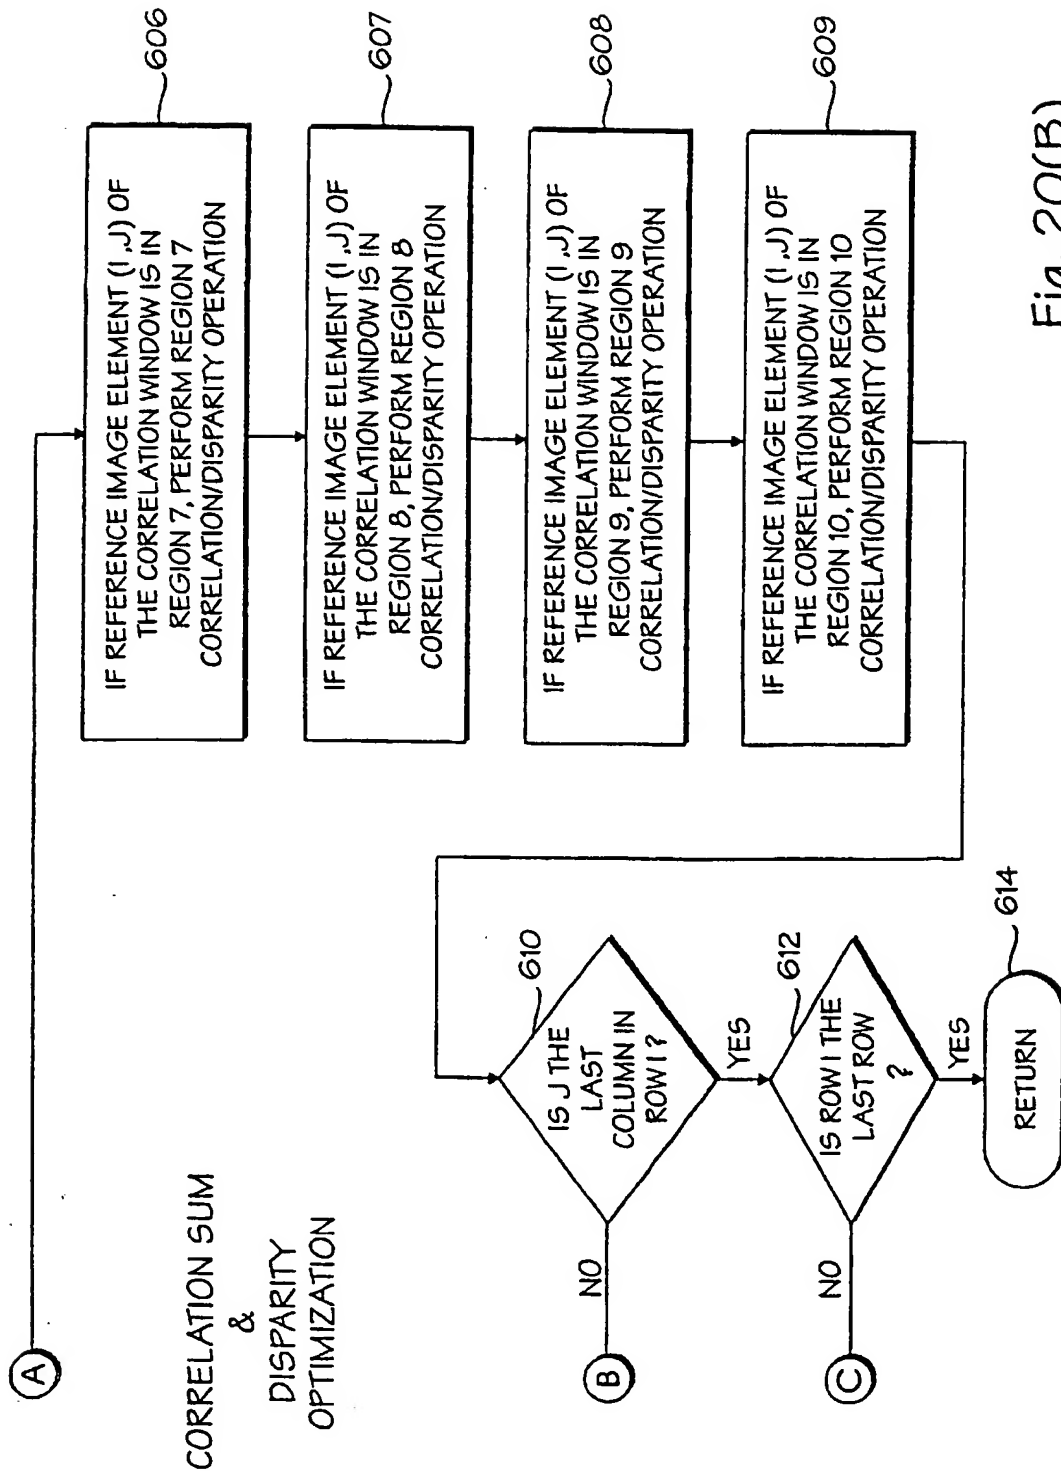 A
CORRELATION SUM
&
DISPARITY
OPTIMIZATION
IF REFERENCE IMAGE ELEMENT (I ,J) OF
THE CORRELATION WINDOW IS IN
REGION 7, PERFORM REGION 7
CORRELATION/DISPARITY OPERATION
606
IF REFERENCE IMAGE ELEMENT (I ,J) OF
THE CORRELATION WINDOW IS IN
REGION 8, PERFORM REGION 8
CORRELATION/DISPARITY OPERATION
607
IF REFERENCE IMAGE ELEMENT (I ,J) OF
THE CORRELATION WINDOW IS IN
REGION 9, PERFORM REGION 9
CORRELATION/DISPARITY OPERATION
608
IF REFERENCE IMAGE ELEMENT (I ,J) OF
THE CORRELATION WINDOW IS IN
REGION 10, PERFORM REGION 10
CORRELATION/DISPARITY OPERATION
609
IS J THE
LAST
COLUMN IN
ROW I ?
610
NO
B
YES
IS ROW I THE
LAST ROW
?
612
NO
C
YES
RETURN
614
Fig. 20(B)